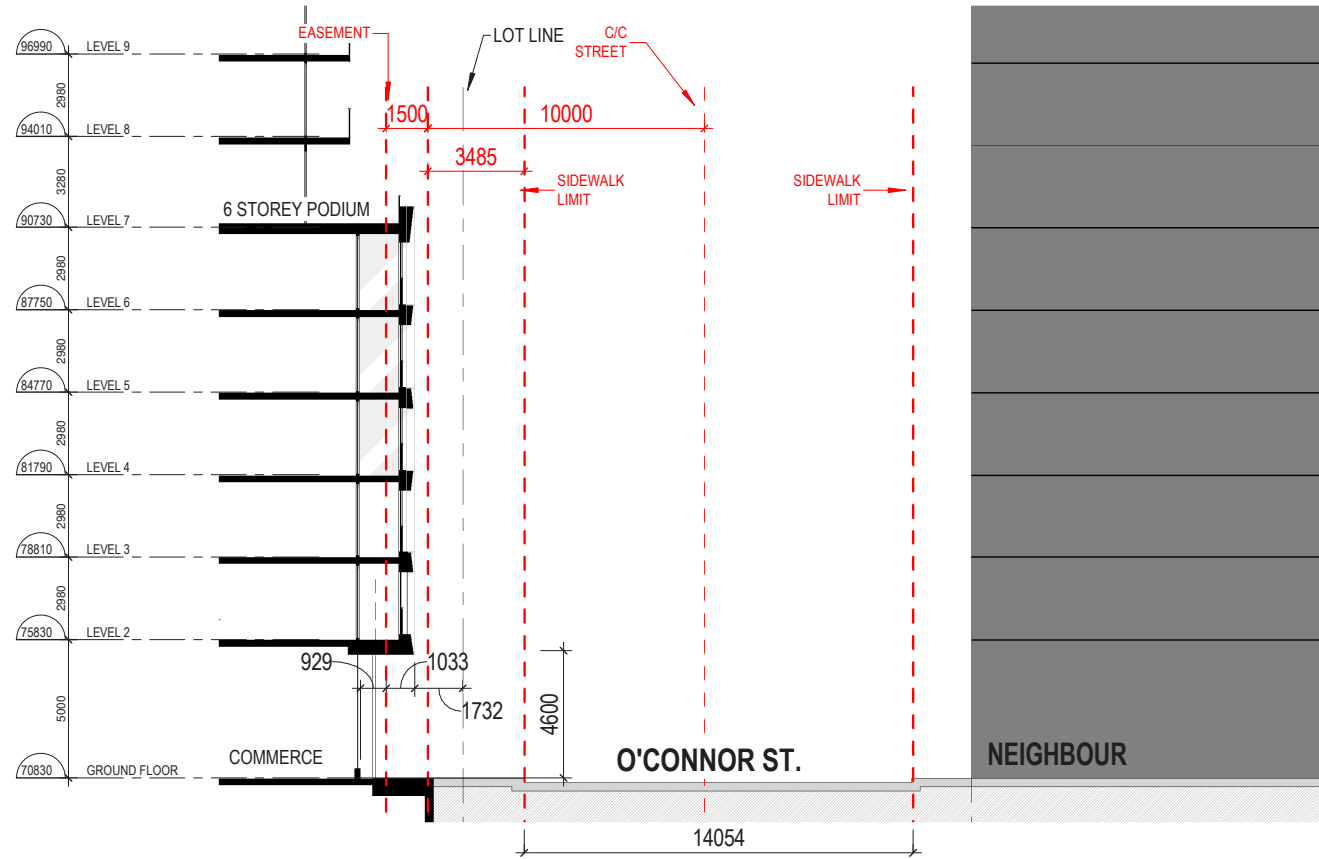 EASEMENT
LOT LINE
C/C
STREET
96990 LEVEL 9
2980
1500
10000
94010 LEVEL 8
3485
3280
SIDEWALK
LIMIT
SIDEWALK
LIMIT
6 STOREY PODIUM
90730 LEVEL 7
2980
87750 LEVEL 6
2980
84770 LEVEL 5
2980
81790 LEVEL 4
2980
78810 LEVEL 3
2980
75830 LEVEL 2
929
1033
1732
4600
5000
COMMERCE
O'CONNOR ST.
NEIGHBOUR
70830 GROUND FLOOR
14054